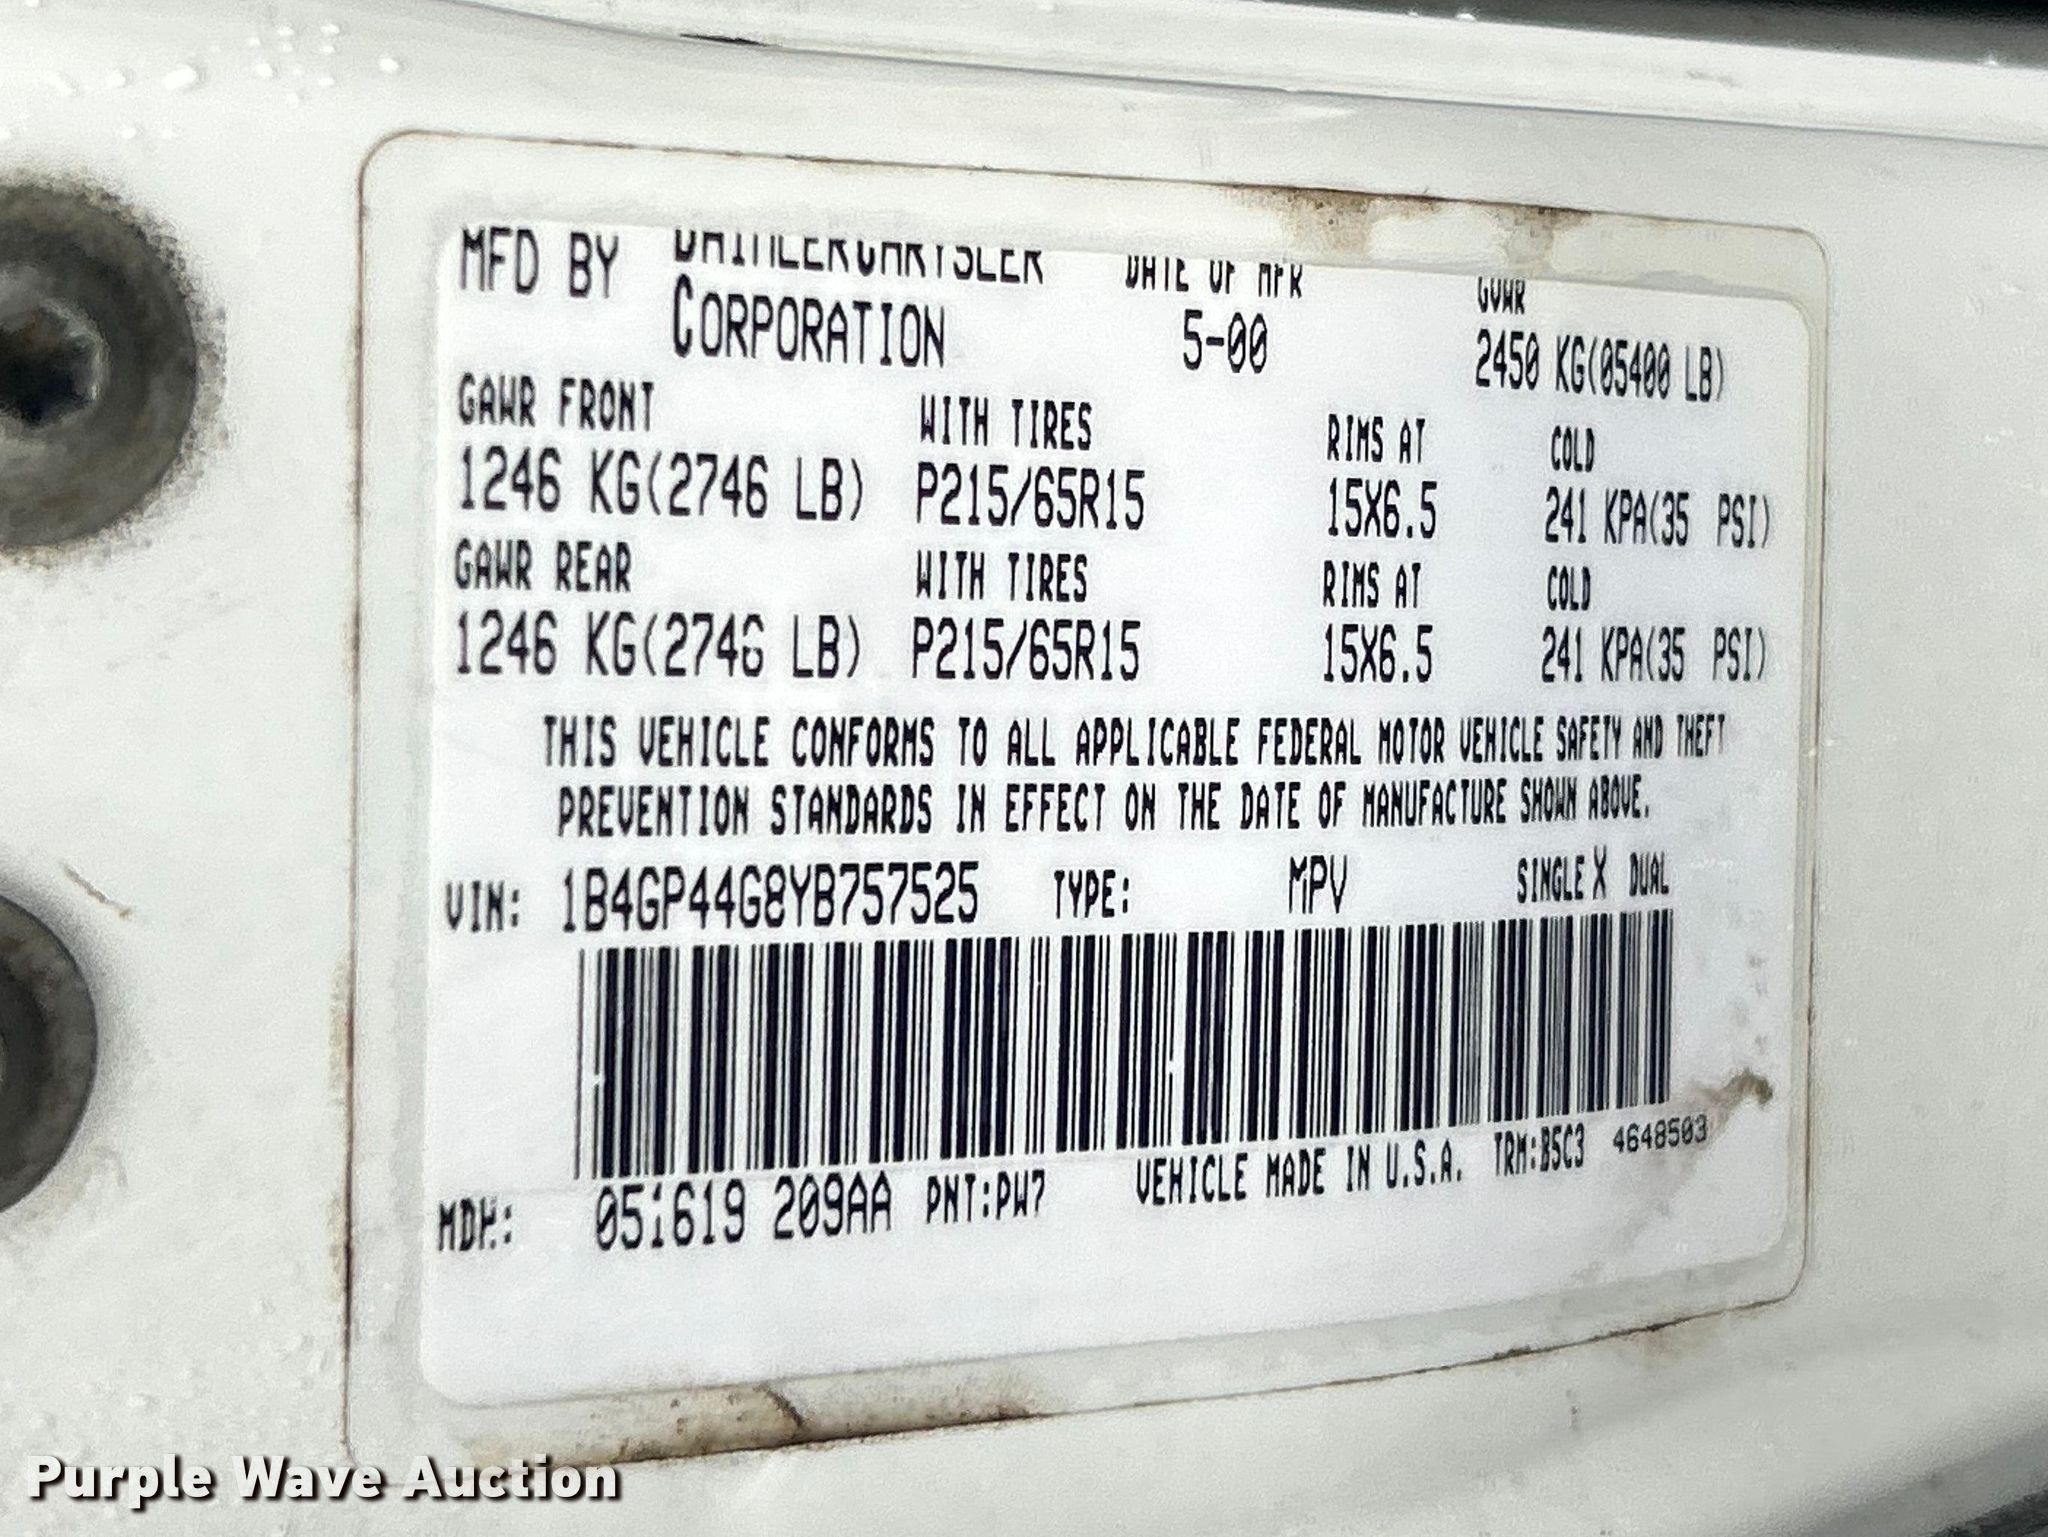 MFD BY DAIMLERCHRYSLER DATE OF MFR GVWR
CORPORATION 5-00 2450 KG(05400 LB)
GAWR FRONT WITH TIRES RIMS AT COLD
1246 KG(2746 LB) P215/65R15 15X6.5 241 KPA(35 PSI)
GAWR REAR WITH TIRES RIMS AT COLD
1246 KG(2746 LB) P215/65R15 15X6.5 241 KPA(35 PSI)
THIS VEHICLE CONFORMS TO ALL APPLICABLE FEDERAL MOTOR VEHICLE SAFETY AND THEFT
PREVENTION STANDARDS IN EFFECT ON THE DATE OF MANUFACTURE SHOWN ABOVE.
VIN: 1B4GP44G8YB757525 TYPE: MPV SINGLE X DUAL
MDH: 051619 209AA PNT:PW7 VEHICLE MADE IN U.S.A. TRM:B5C3 4648503
Purple Wave Auction